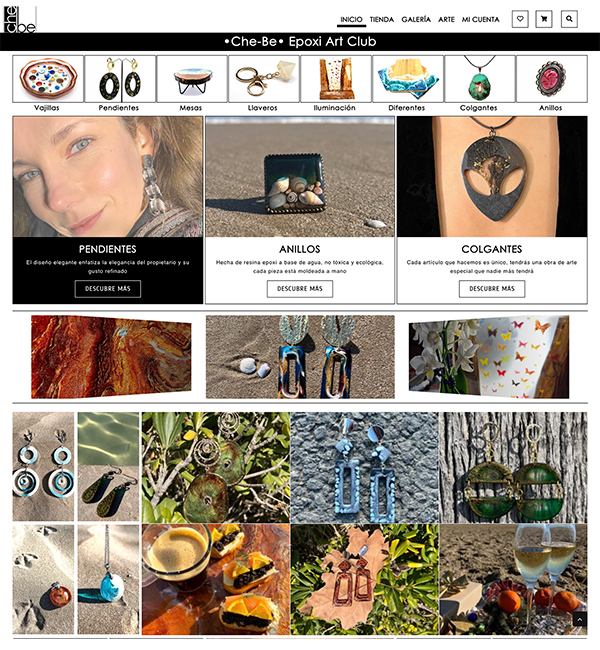 che
be
INICIO TIENDA GALERÍA ARTE MI CUENTA
•Che-Be• Epoxi Art Club
Vajillas Pendientes Mesas Llaveros Iluminación Diferentes Colgantes Anillos
PENDIENTES
El diseño elegante enfatiza la elegancia del propietario y su
gusto refinado
DESCUBRE MÁS
ANILLOS
Hecha de resina epoxi a base de agua, no tóxica y ecológica,
cada pieza está moldeada a mano
DESCUBRE MÁS
COLGANTES
Cada artículo que hacemos es único, tendrás una obra de arte
especial que nadie más tendrá
DESCUBRE MÁS